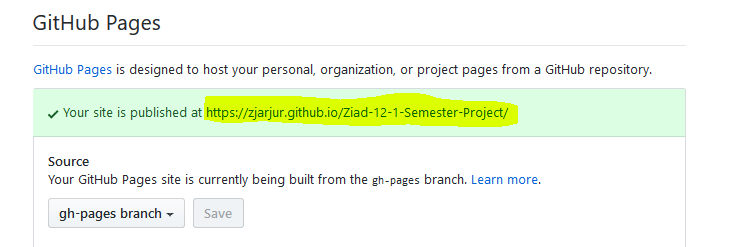 GitHub Pages
GitHub Pages is designed to host your personal, organization, or project pages from a GitHub repository.
Your site is published at https://zjarjur.github.io/Ziad-12-1-Semester-Project/
Source
Your GitHub Pages site is currently being built from the gh-pages branch. Learn more.
gh-pages branch Save